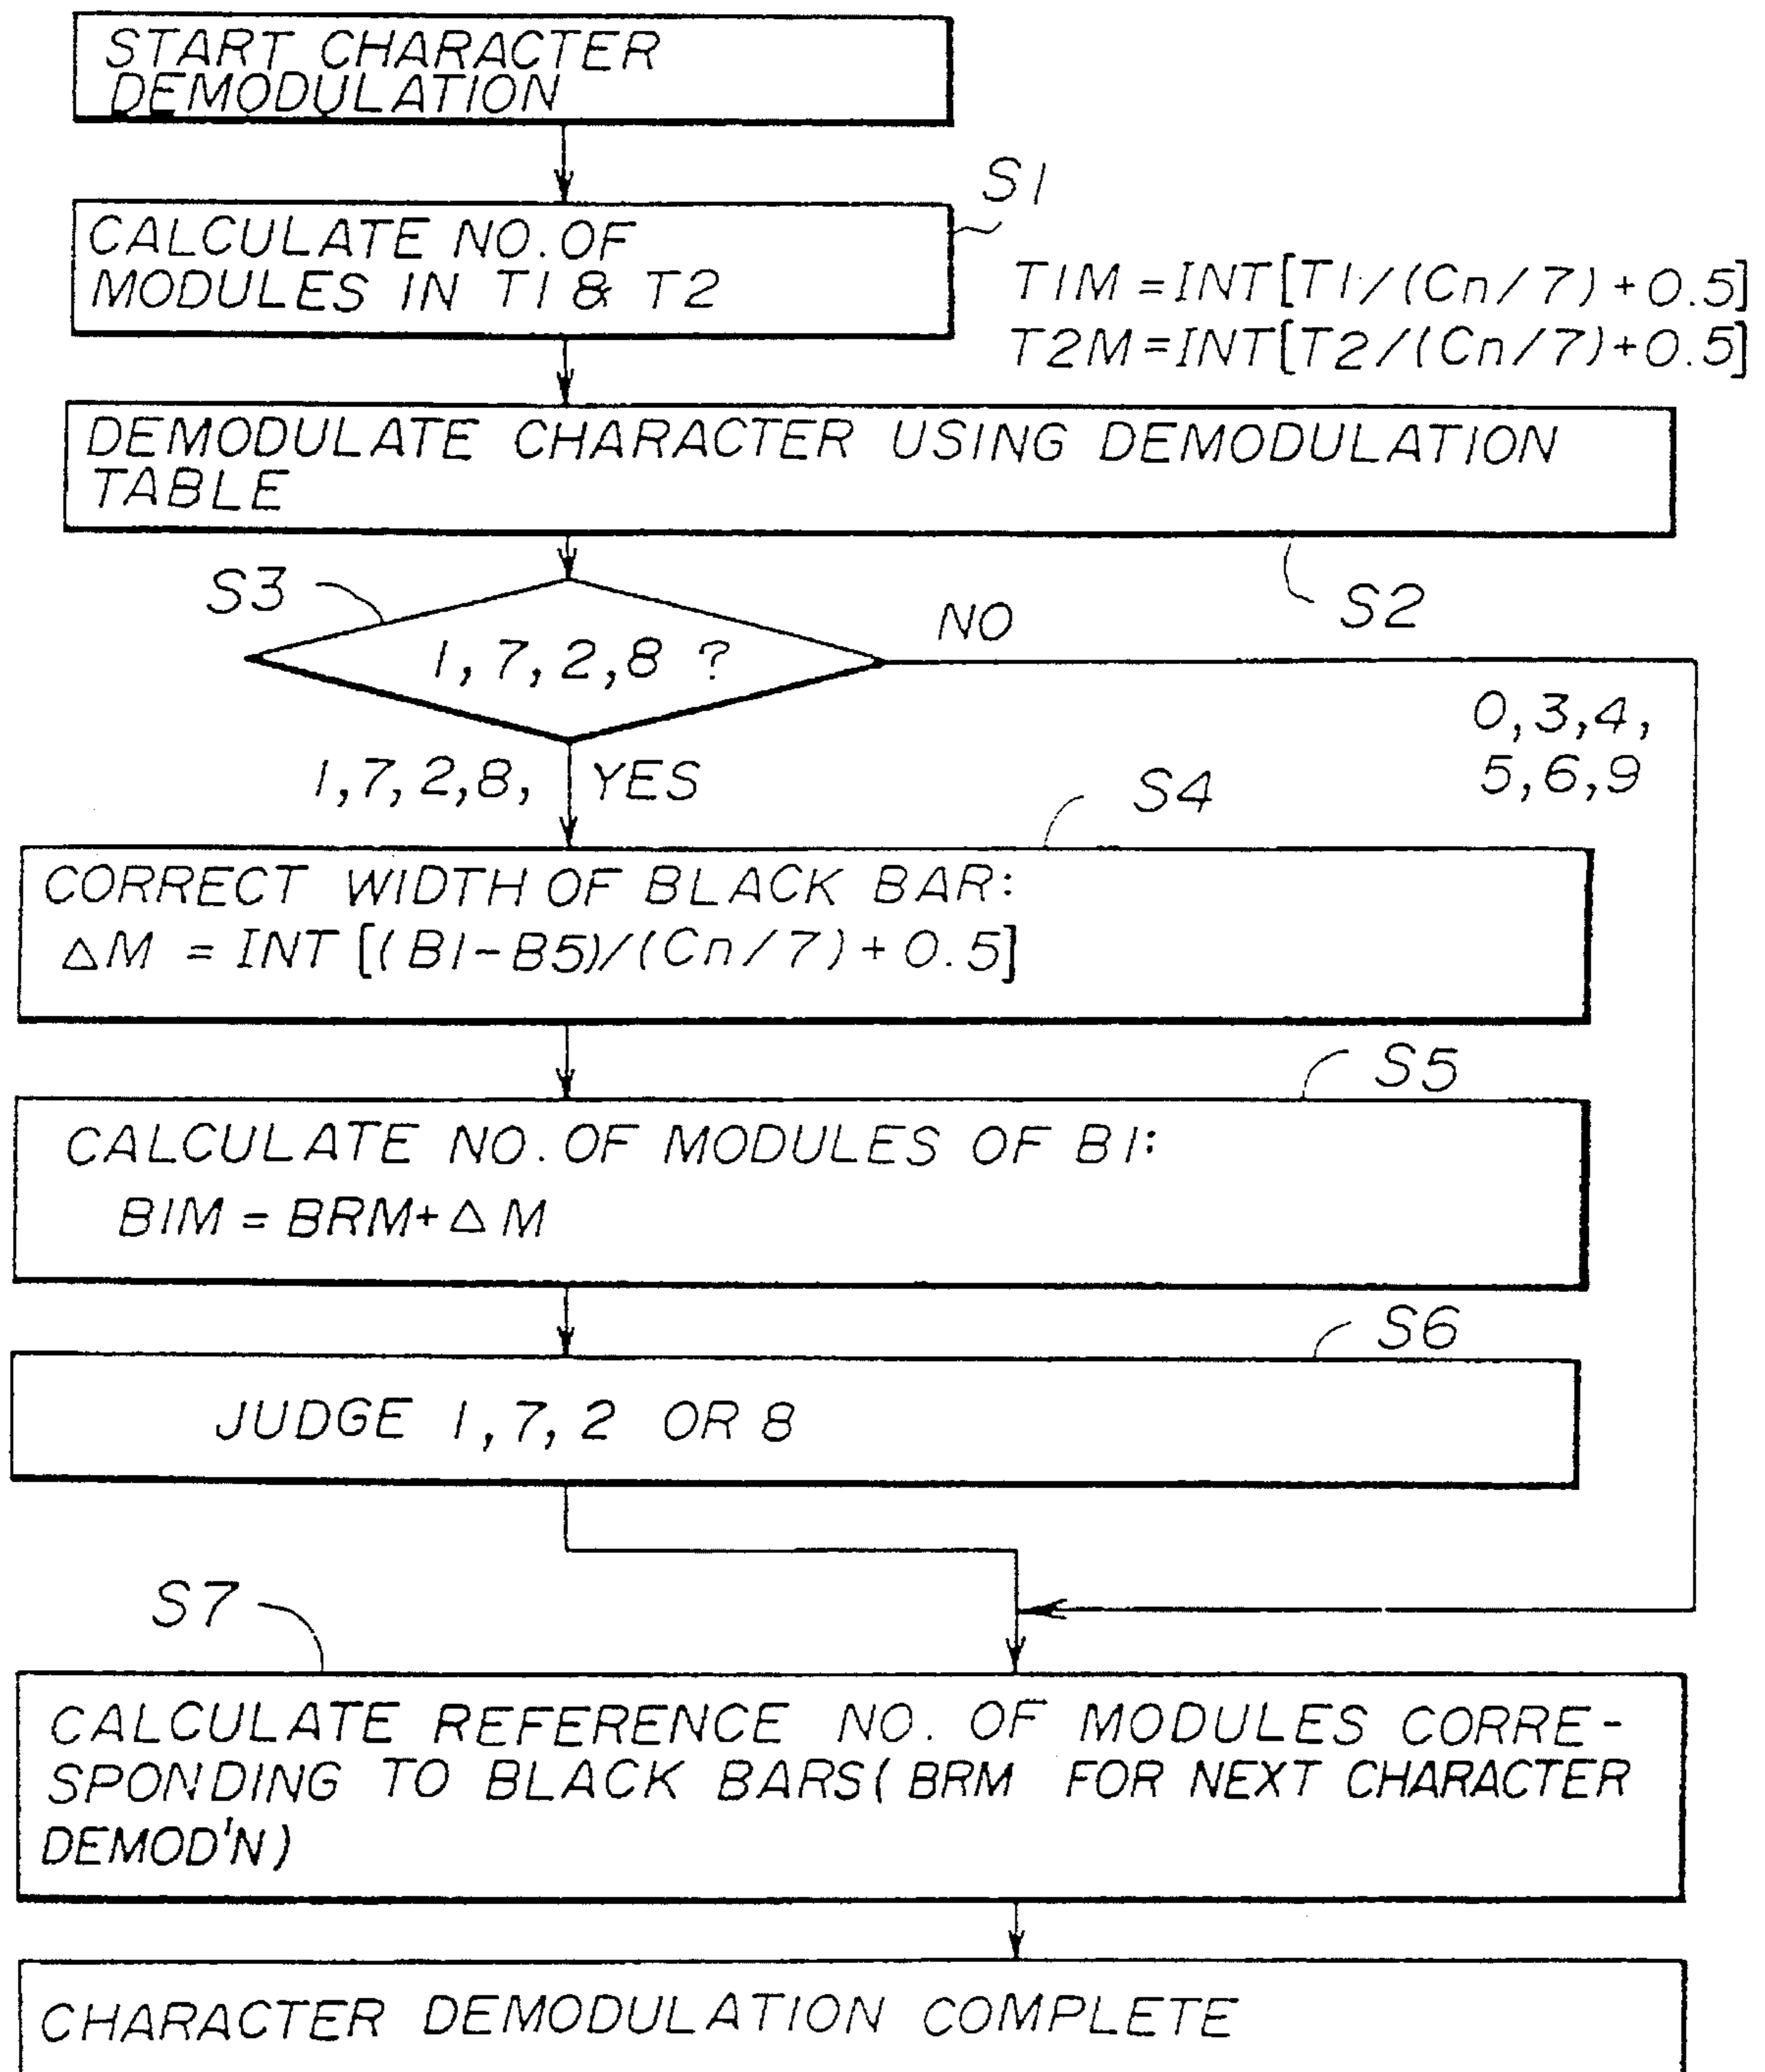 START CHARACTER
DEMODULATION
S1
CALCULATE NO. OF
MODULES IN T1 & T2
T1M = INT[T1/(Cn/7)+0.5]
T2M = INT[T2/(Cn/7)+0.5]
DEMODULATE CHARACTER USING DEMODULATION
TABLE
S2
S3
1, 7, 2, 8 ?
NO
0, 3, 4,
5, 6, 9
1, 7, 2, 8, YES
S4
CORRECT WIDTH OF BLACK BAR:
△M = INT [(B1-B5)/(Cn/7)+0.5]
S5
CALCULATE NO. OF MODULES OF B1:
B1M = BRM+△M
S6
JUDGE 1, 7, 2 OR 8
S7
CALCULATE REFERENCE NO. OF MODULES CORRE-
SPONDING TO BLACK BARS( BRM FOR NEXT CHARACTER
DEMOD'N)
CHARACTER DEMODULATION COMPLETE